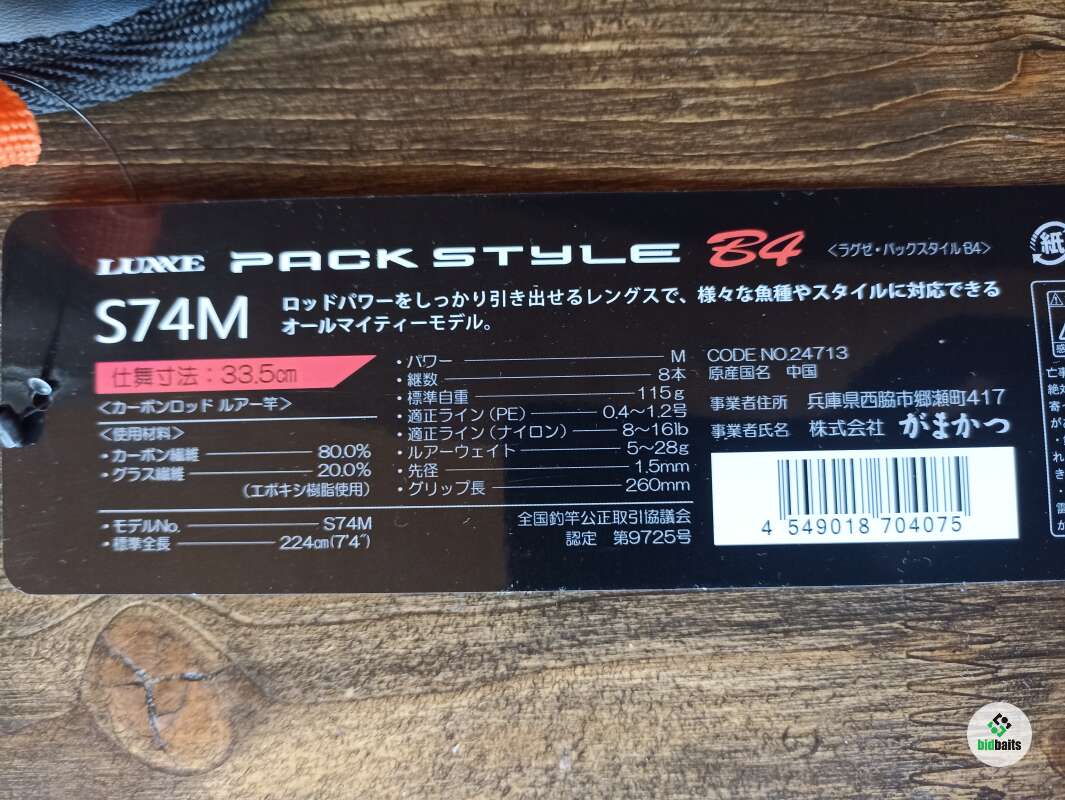 LUXXE PACK STYLE B4 <ラグゼ・パックスタイルB4>
S74M
ロッドパワーをしっかり引き出せるレングスで、様々な魚種やスタイルに対応できる
オールマイティーモデル。
仕舞寸法：33.5cm
<カーボンロッド ルアー竿>
<使用材料>
・カーボン繊維 80.0%
・グラス繊維 20.0%
(エポキシ樹脂使用)
・モデルNo. S74M
・標準全長 224cm(7'4")
・パワー M
・継数 8本
・標準自重 115g
・適正ライン(PE) 0.4〜1.2号
・適正ライン(ナイロン) 8〜16lb
・ルアーウェイト 5〜28g
・先径 1.5mm
・グリップ長 260mm
全国釣竿公正取引協議会
認定 第9725号
CODE NO.24713
原産国名 中国
事業者住所 兵庫県西脇市郷瀬町417
事業者氏名 株式会社 がまかつ
4 549018 704075
紙
bidbaits